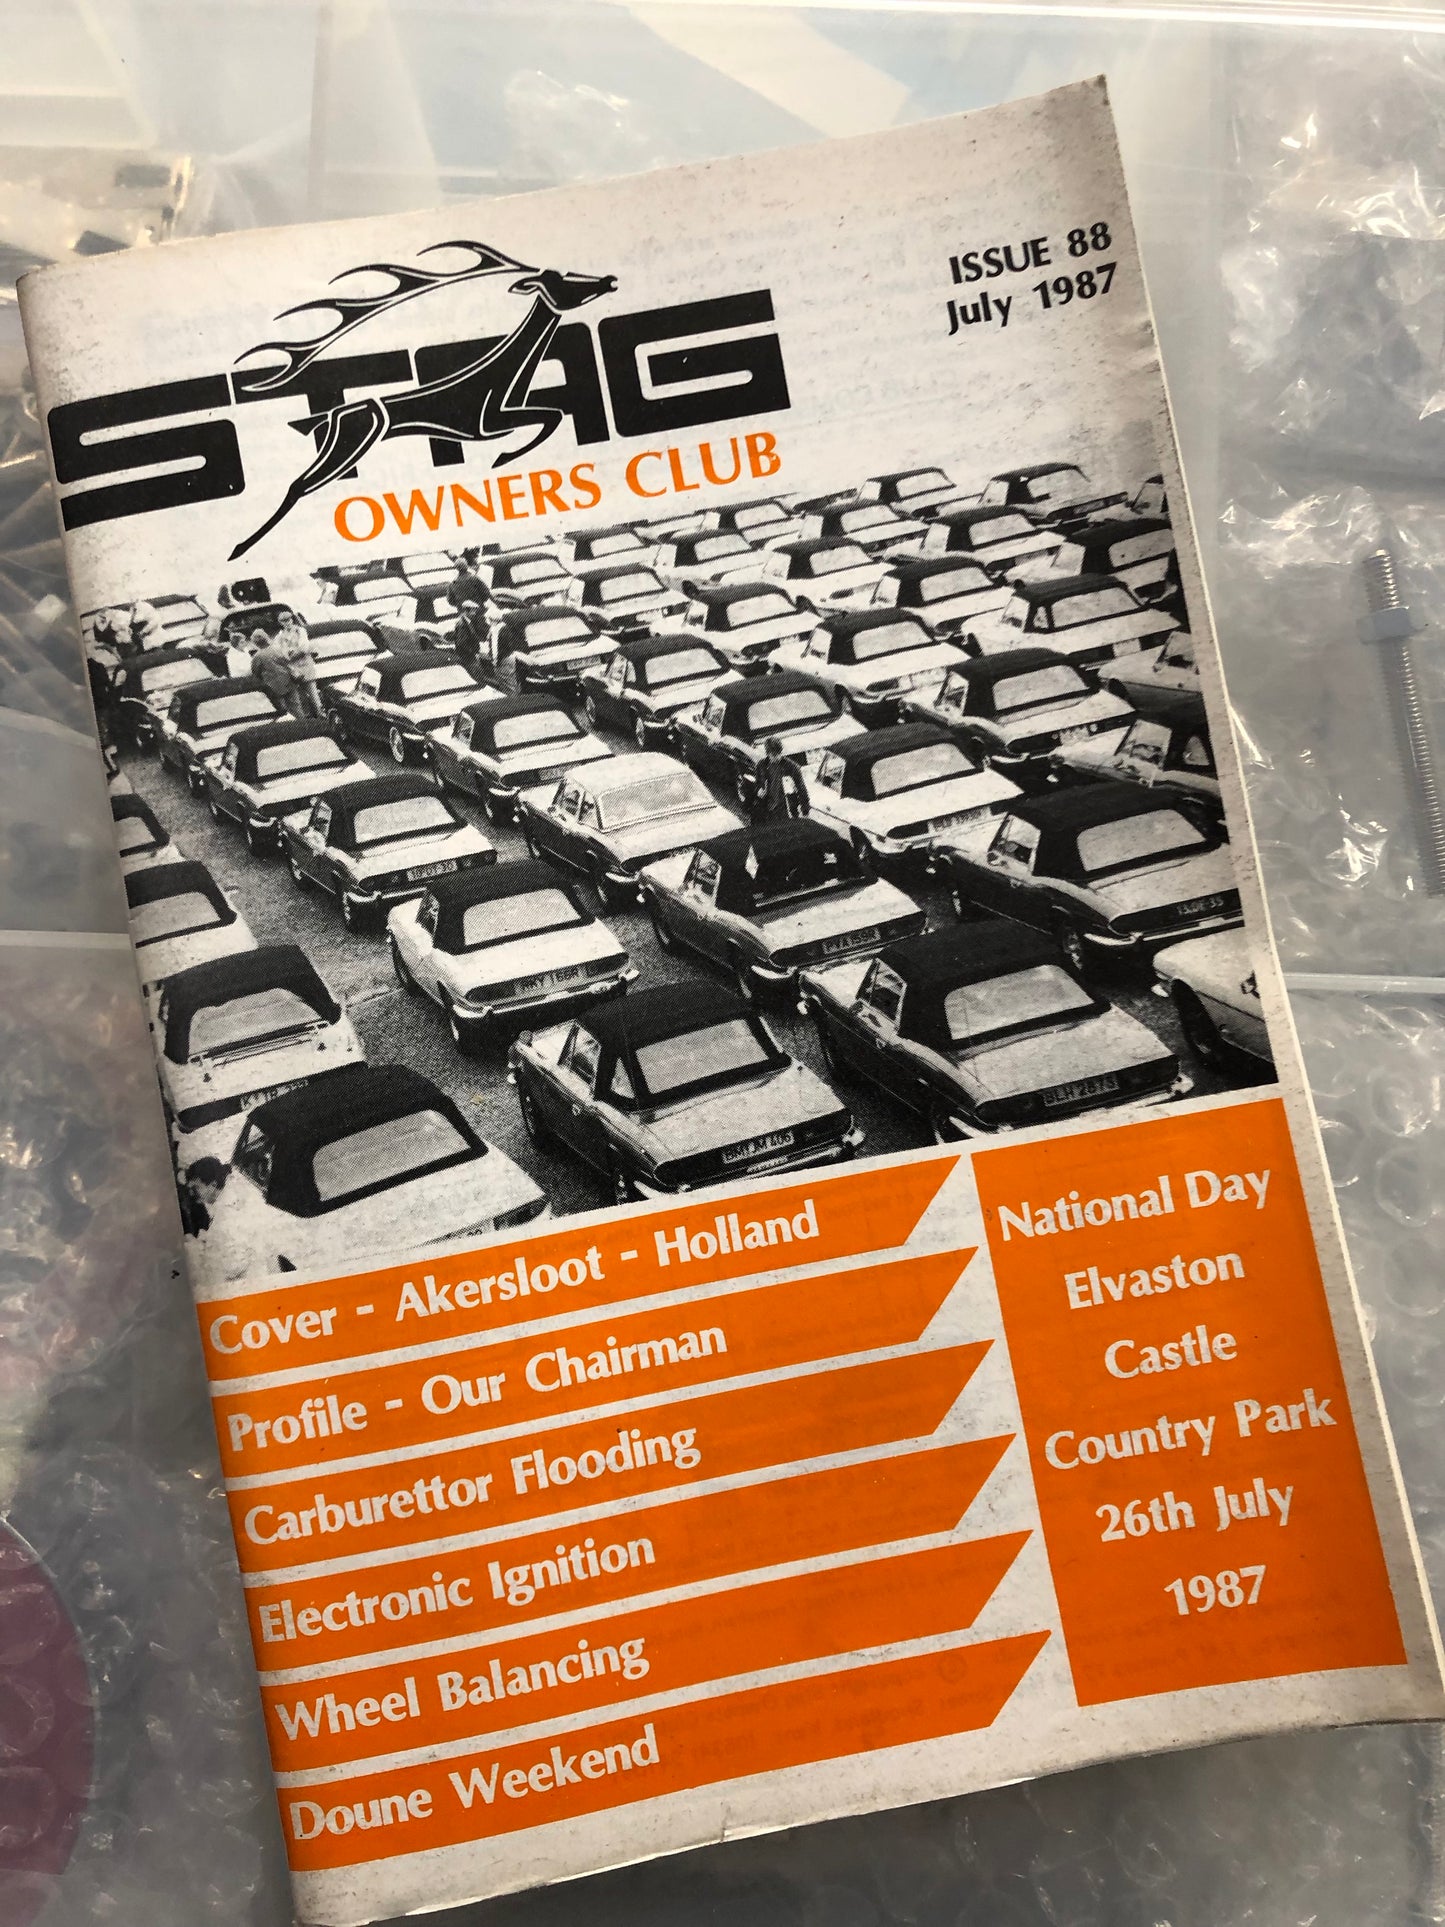 ISSUE 88
July 1987
STAG
OWNERS CLUB
Cover - Akersloot - Holland
Profile - Our Chairman
Carburettor Flooding
Electronic Ignition
Wheel Balancing
Doune Weekend
National Day
Elvaston
Castle
Country Park
26th July
1987